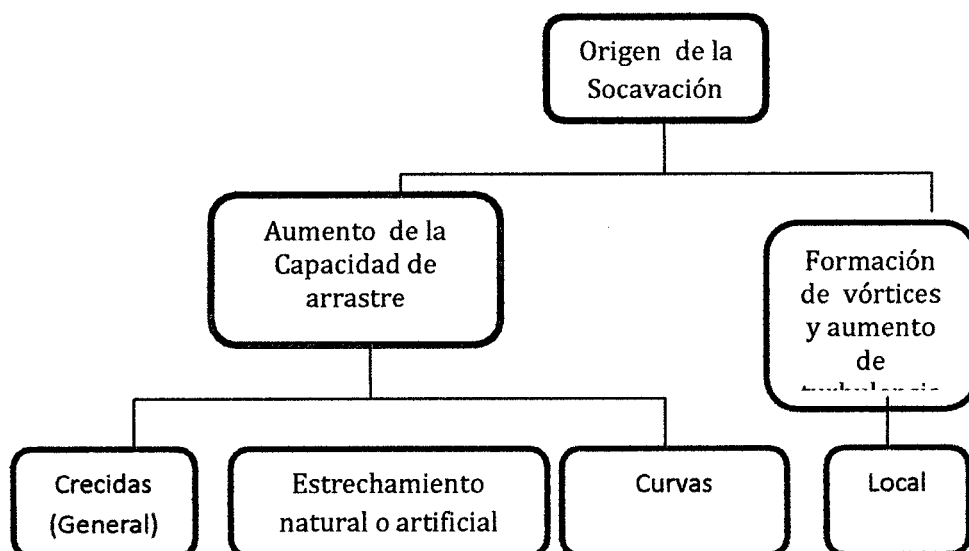 Origen de la
Socavación
Aumento de la
Capacidad de
arrastre
Formación
de vórtices
y aumento
de
Crecidas
(General)
Estrechamiento
natural o artificial
Curvas
Local